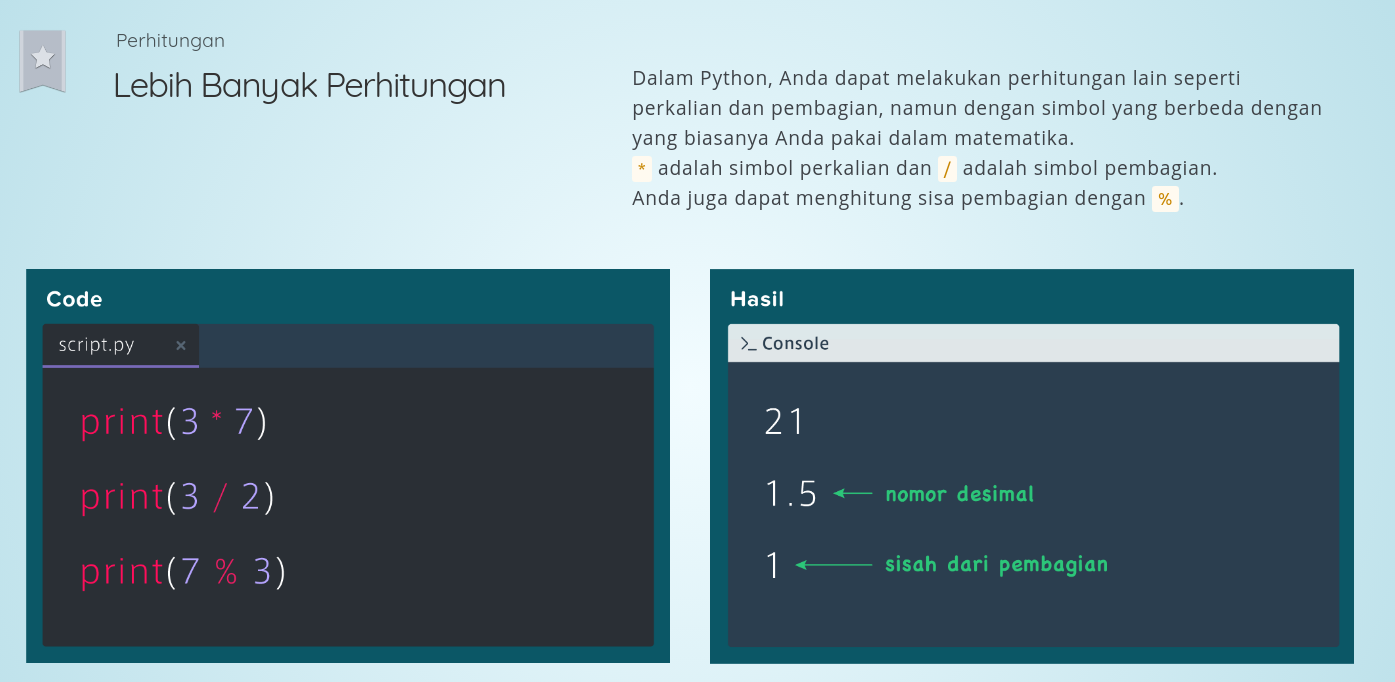 Perhitungan
Lebih Banyak Perhitungan
Dalam Python, Anda dapat melakukan perhitungan lain seperti
perkalian dan pembagian, namun dengan simbol yang berbeda dengan
yang biasanya Anda pakai dalam matematika.
* adalah simbol perkalian dan / adalah simbol pembagian.
Anda juga dapat menghitung sisa pembagian dengan %.
Code
script.py ×
print(3 * 7)
print(3 / 2)
print(7 % 3)
Hasil
>_ Console
21
1.5 ← nomor desimal
1 ← sisah dari pembagian